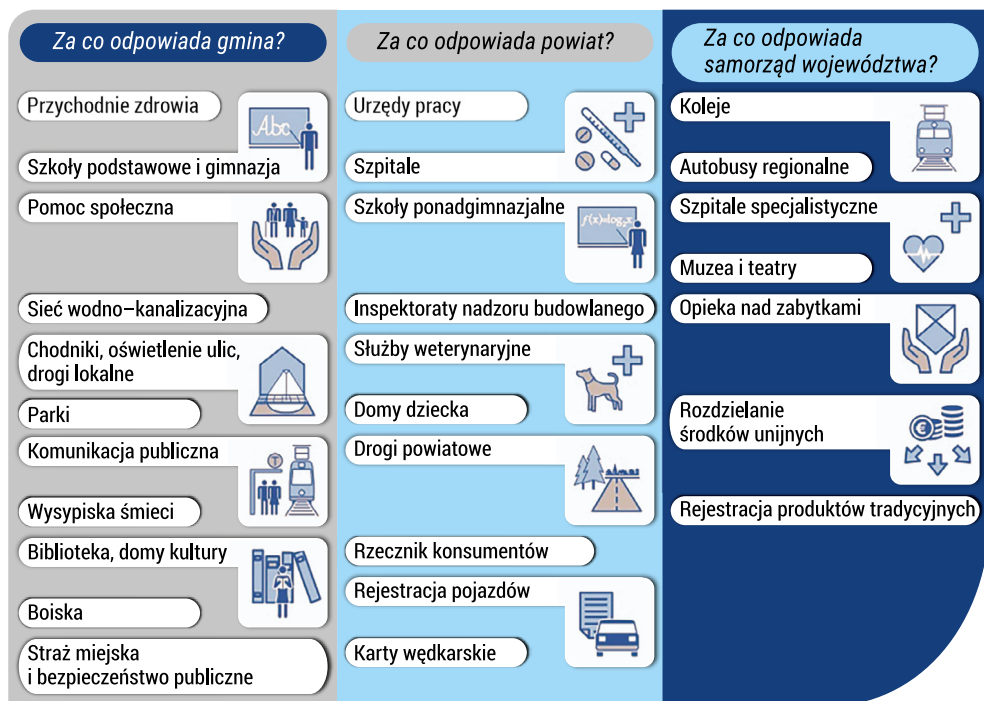 Za co odpowiada gmina?
Przychodnie zdrowia
Abc
Szkoły podstawowe i gimnazja
Pomoc społeczna
Sieć wodno–kanalizacyjna
Chodniki, oświetlenie ulic,
drogi lokalne
Parki
Komunikacja publiczna
T
Wysypiska śmieci
Biblioteka, domy kultury
Boiska
Straż miejska
i bezpieczeństwo publiczne
Za co odpowiada powiat?
Urzędy pracy
Szpitale
Szkoły ponadgimnazjalne
f(x)=log₂x
Inspektoraty nadzoru budowlanego
Służby weterynaryjne
Domy dziecka
Drogi powiatowe
Rzecznik konsumentów
Rejestracja pojazdów
Karty wędkarskie
Za co odpowiada
samorząd województwa?
Koleje
Autobusy regionalne
Szpitale specjalistyczne
Muzea i teatry
Opieka nad zabytkami
Rozdzielanie
środków unijnych
€
Rejestracja produktów tradycyjnych